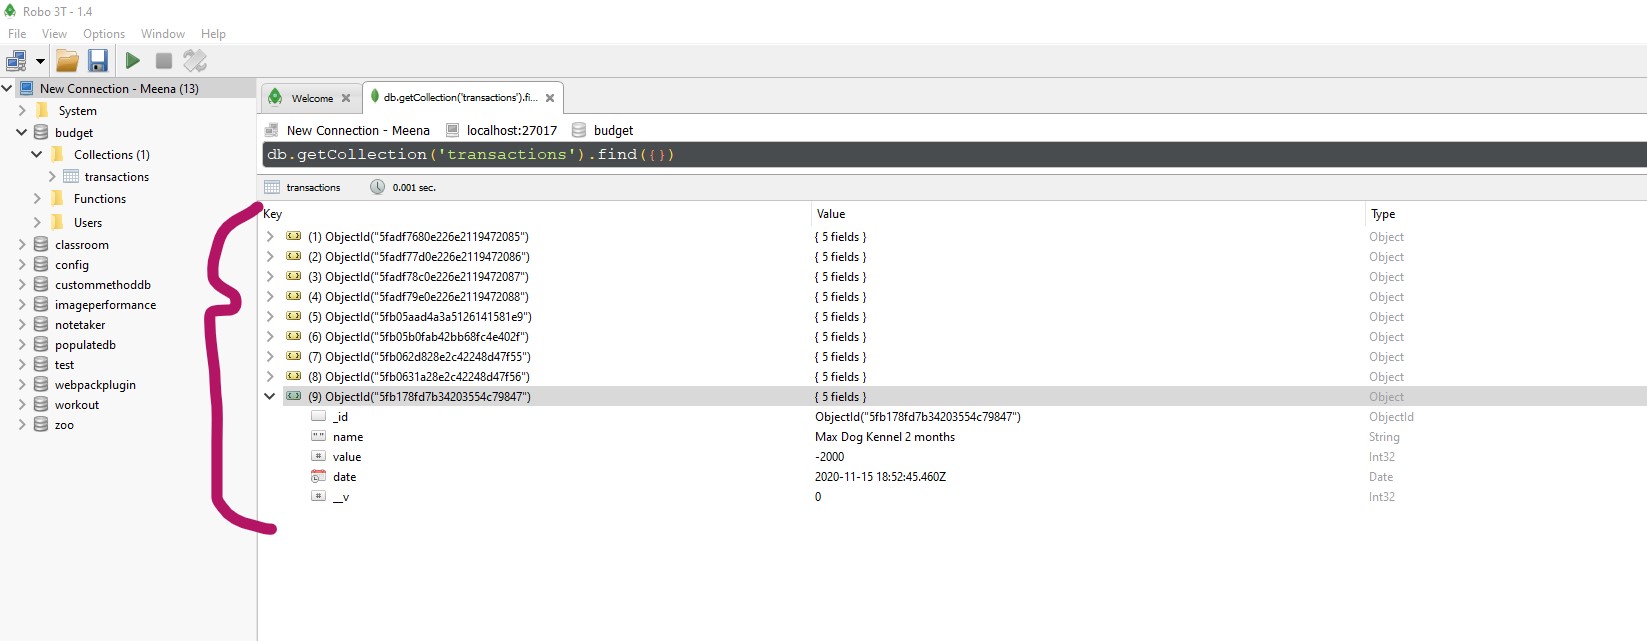 Robo 3T - 1.4
File View Options Window Help
New Connection - Meena (13)
System
budget
Collections (1)
transactions
Functions
Users
classroom
config
custommethoddb
imageperformance
notetaker
populatedb
test
webpackplugin
workout
zoo
Welcome db.getCollection('transactions').fi...
New Connection - Meena localhost:27017 budget
db.getCollection('transactions').find({})
transactions 0.001 sec.
Key Value Type
(1) ObjectId("5fadf7680e226e2119472085") { 5 fields } Object
(2) ObjectId("5fadf77d0e226e2119472086") { 5 fields } Object
(3) ObjectId("5fadf78c0e226e2119472087") { 5 fields } Object
(4) ObjectId("5fadf79e0e226e2119472088") { 5 fields } Object
(5) ObjectId("5fb05aad4a3a5126141581e9") { 5 fields } Object
(6) ObjectId("5fb05b0fab42bb68fc4e402f") { 5 fields } Object
(7) ObjectId("5fb062d828e2c42248d47f55") { 5 fields } Object
(8) ObjectId("5fb0631a28e2c42248d47f56") { 5 fields } Object
(9) ObjectId("5fb178fd7b34203554c79847") { 5 fields } Object
_id ObjectId("5fb178fd7b34203554c79847") ObjectId
name Max Dog Kennel 2 months String
value -2000 Int32
date 2020-11-15 18:52:45.460Z Date
__v 0 Int32